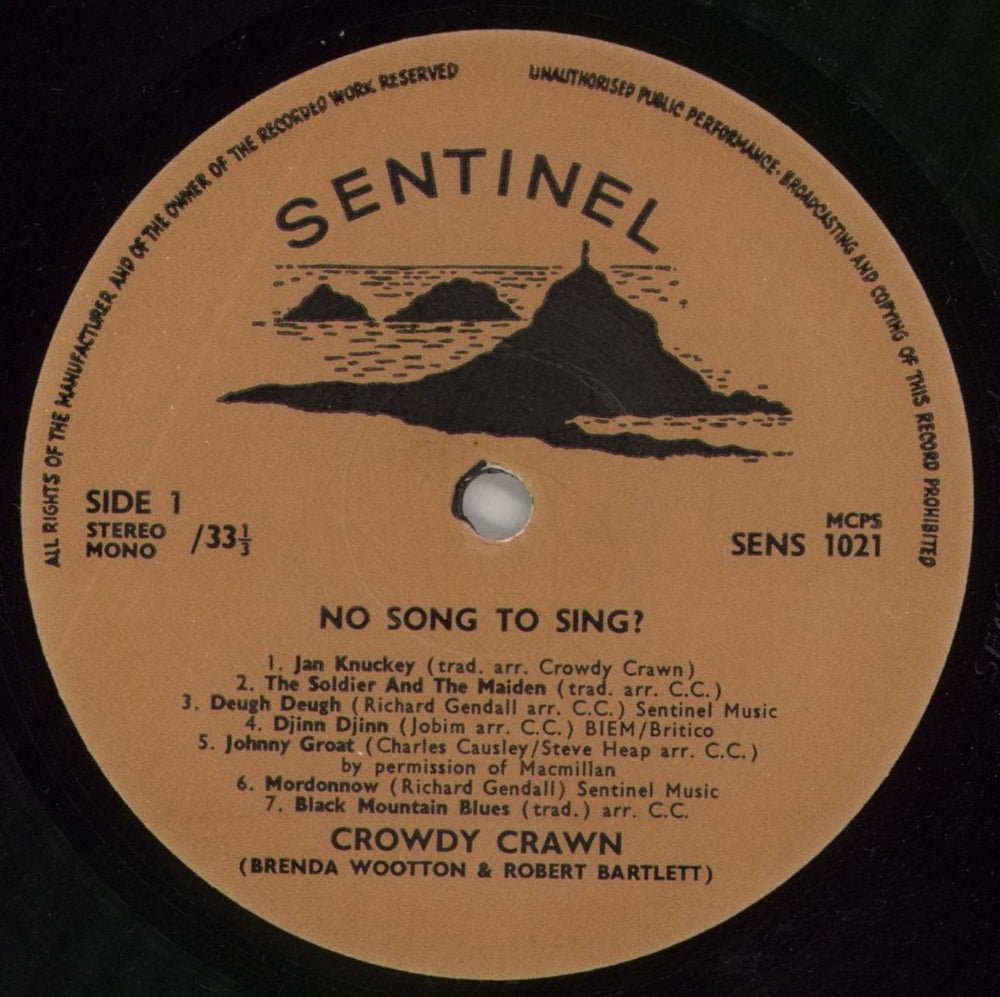 ALL RIGHTS OF THE MANUFACTURER AND OF THE OWNER OF THE RECORDED WORK RESERVED
UNAUTHORISED PUBLIC PERFORMANCE-BROADCASTING AND COPYING OF THIS RECORD PROHIBITED
SENTINEL
SIDE 1
STEREO
MONO /33 1/3
MCPS
SENS 1021
NO SONG TO SING?
1. Jan Knuckey (trad. arr. Crowdy Crawn)
2. The Soldier And The Maiden (trad. arr. C.C.)
3. Deugh Deugh (Richard Gendall arr. C.C.) Sentinel Music
4. Djinn Djinn (Jobim arr. C.C.) BIEM/Britico
5. Johnny Groat (Charles Causley/Steve Heap arr. C.C.)
by permission of Macmillan
6. Mordonnow (Richard Gendall) Sentinel Music
7. Black Mountain Blues (trad.) arr. C.C.
CROWDY CRAWN
(BRENDA WOOTTON & ROBERT BARTLETT)